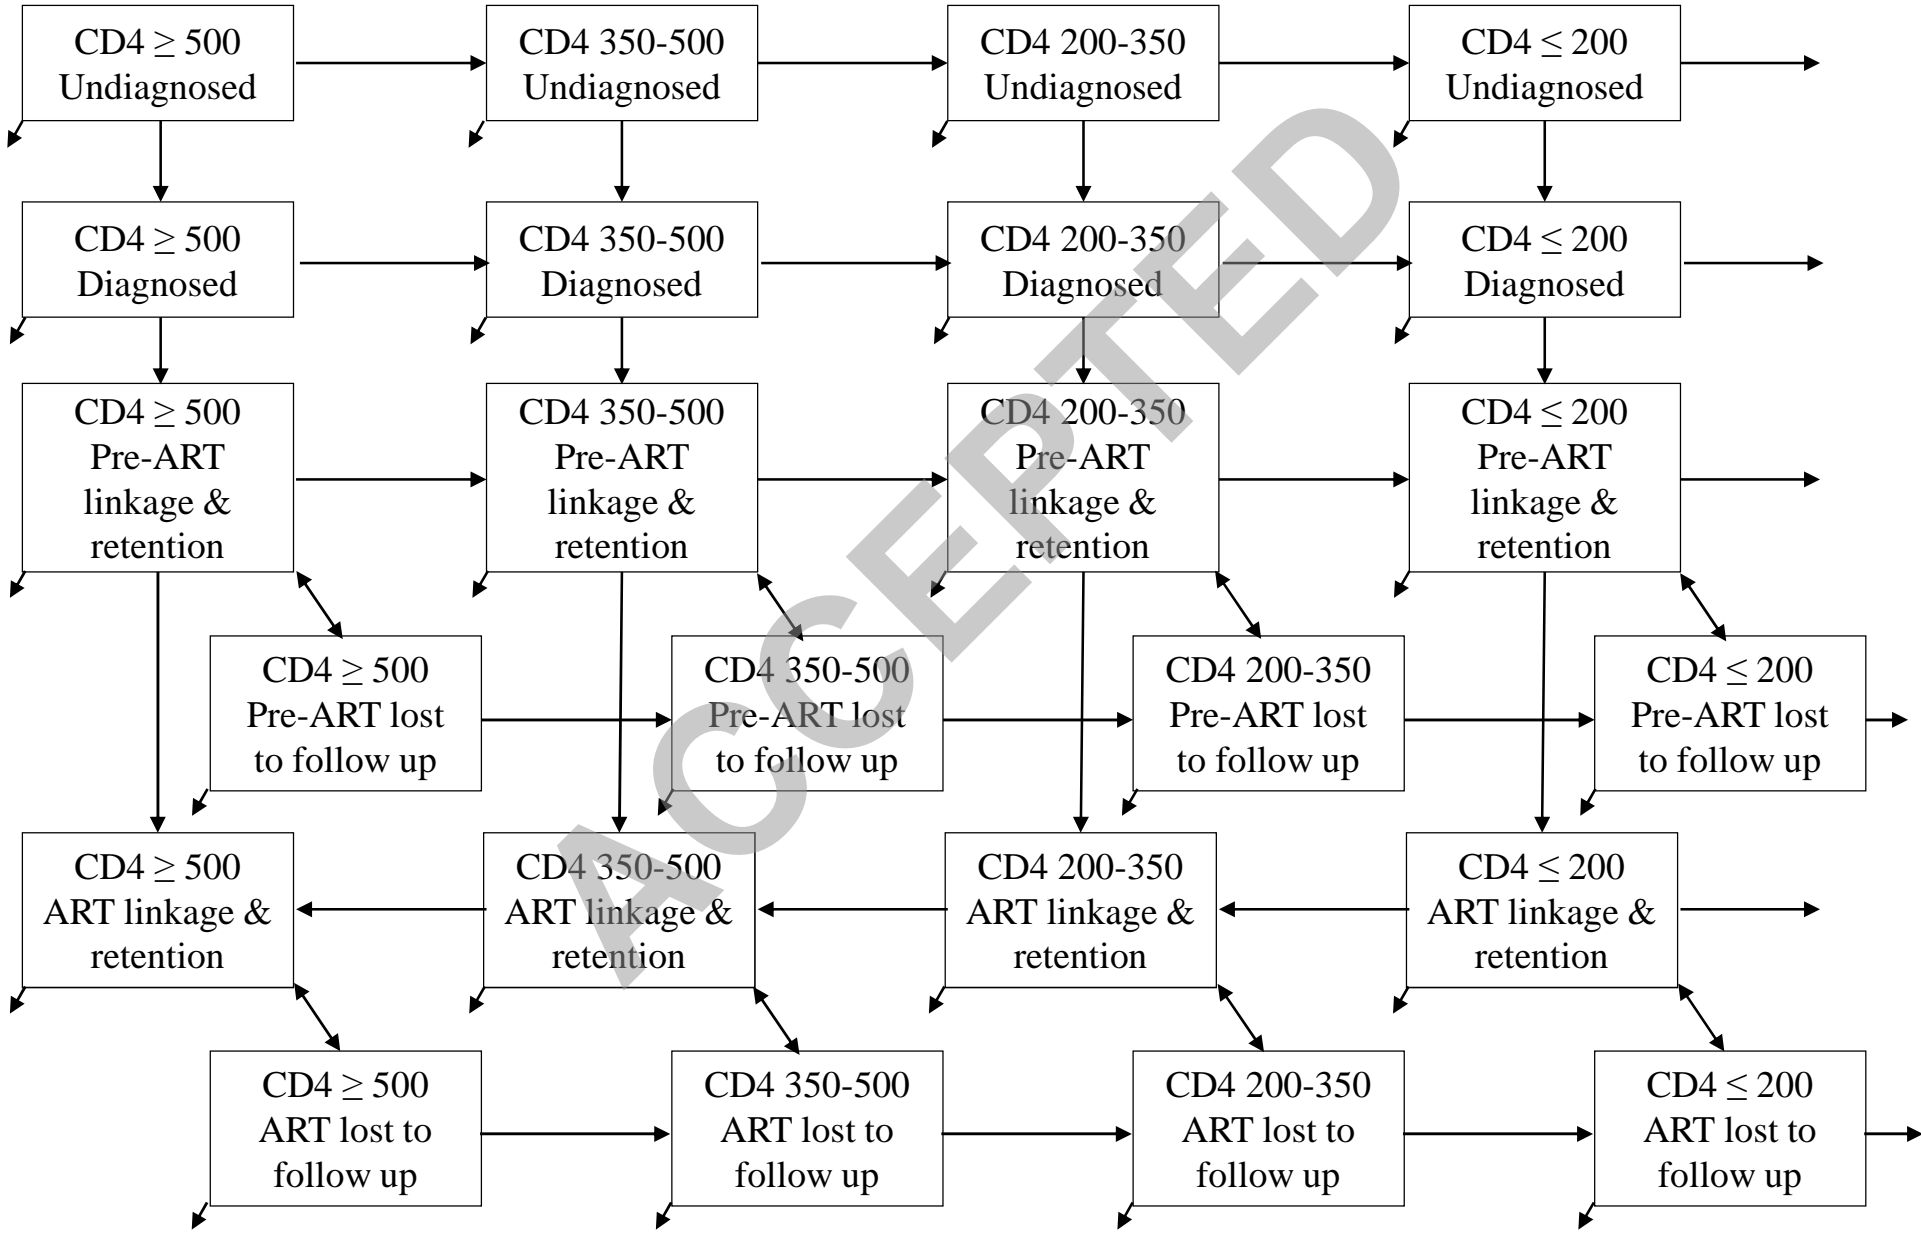 CD4 ≥ 500
Undiagnosed
CD4 350-500
Undiagnosed
CD4 200-350
Undiagnosed
CD4 ≤ 200
Undiagnosed
CD4 ≥ 500
Diagnosed
CD4 350-500
Diagnosed
CD4 200-350
Diagnosed
CD4 ≤ 200
Diagnosed
CD4 ≥ 500
Pre-ART
linkage &
retention
CD4 350-500
Pre-ART
linkage &
retention
CD4 200-350
Pre-ART
linkage &
retention
CD4 ≤ 200
Pre-ART
linkage &
retention
CD4 ≥ 500
Pre-ART lost
to follow up
CD4 350-500
Pre-ART lost
to follow up
CD4 200-350
Pre-ART lost
to follow up
CD4 ≤ 200
Pre-ART lost
to follow up
CD4 ≥ 500
ART linkage &
retention
CD4 350-500
ART linkage &
retention
CD4 200-350
ART linkage &
retention
CD4 ≤ 200
ART linkage &
retention
CD4 ≥ 500
ART lost to
follow up
CD4 350-500
ART lost to
follow up
CD4 200-350
ART lost to
follow up
CD4 ≤ 200
ART lost to
follow up
ACCEPTED